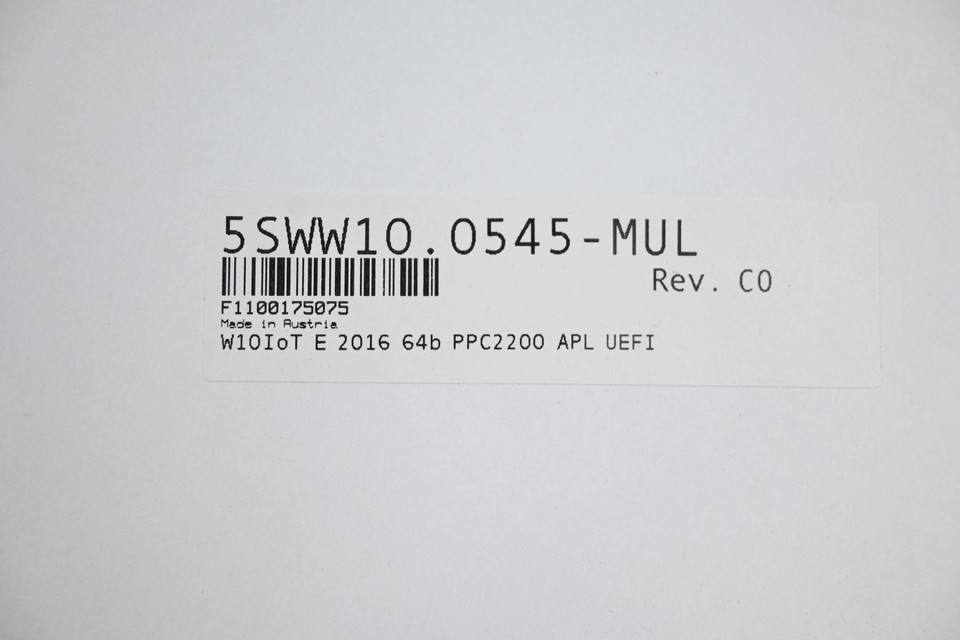 5SWW10.0545-MUL
Rev. C0
F1100175075
Made in Austria
W10IoT E 2016 64b PPC2200 APL UEFI